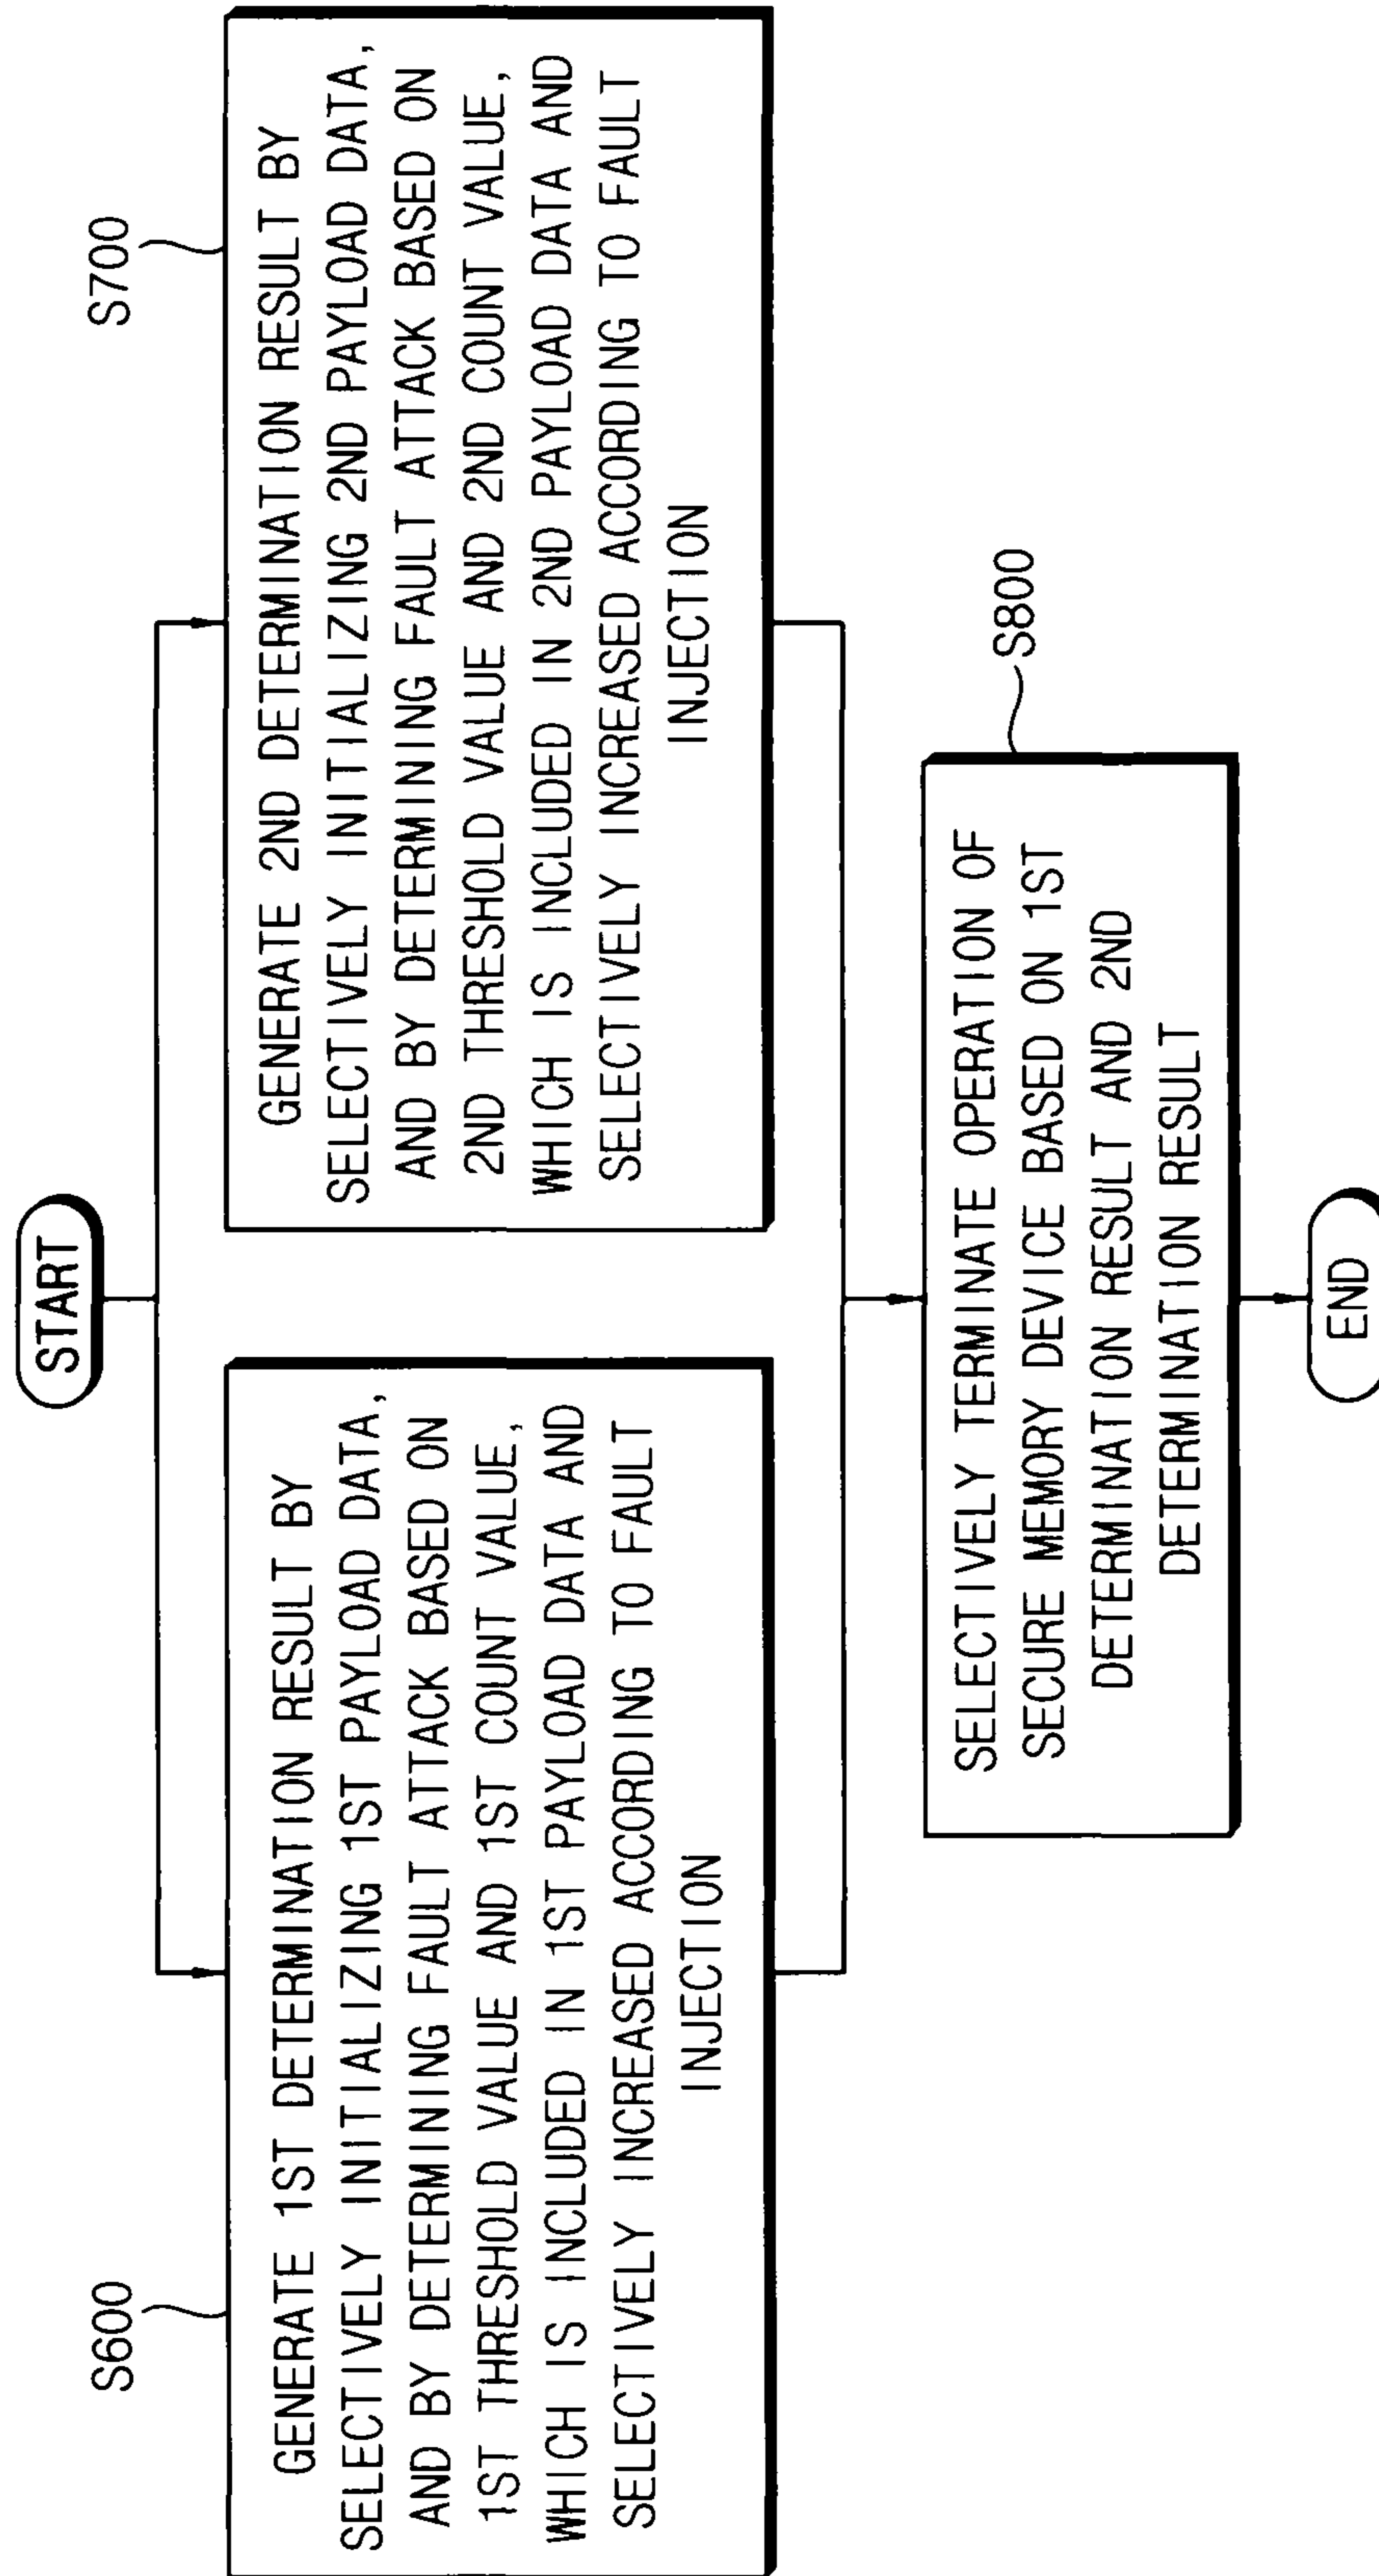 START
S600
GENERATE 1ST DETERMINATION RESULT BY
SELECTIVELY INITIALIZING 1ST PAYLOAD DATA,
AND BY DETERMINING FAULT ATTACK BASED ON
1ST THRESHOLD VALUE AND 1ST COUNT VALUE,
WHICH IS INCLUDED IN 1ST PAYLOAD DATA AND
SELECTIVELY INCREASED ACCORDING TO FAULT
INJECTION
S700
GENERATE 2ND DETERMINATION RESULT BY
SELECTIVELY INITIALIZING 2ND PAYLOAD DATA,
AND BY DETERMINING FAULT ATTACK BASED ON
2ND THRESHOLD VALUE AND 2ND COUNT VALUE,
WHICH IS INCLUDED IN 2ND PAYLOAD DATA AND
SELECTIVELY INCREASED ACCORDING TO FAULT
INJECTION
S800
SELECTIVELY TERMINATE OPERATION OF
SECURE MEMORY DEVICE BASED ON 1ST
DETERMINATION RESULT AND 2ND
DETERMINATION RESULT
END